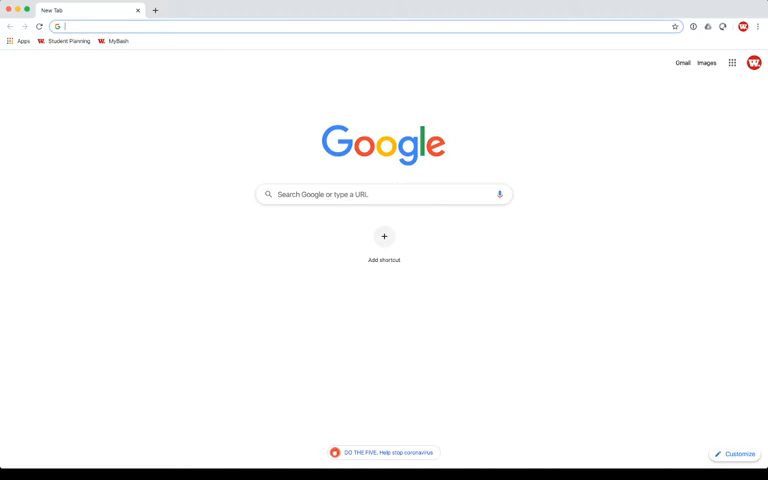 New Tab
Apps Student Planning MyBash
Gmail Images
Google
Search Google or type a URL
Add shortcut
DO THE FIVE. Help stop coronavirus
Customize